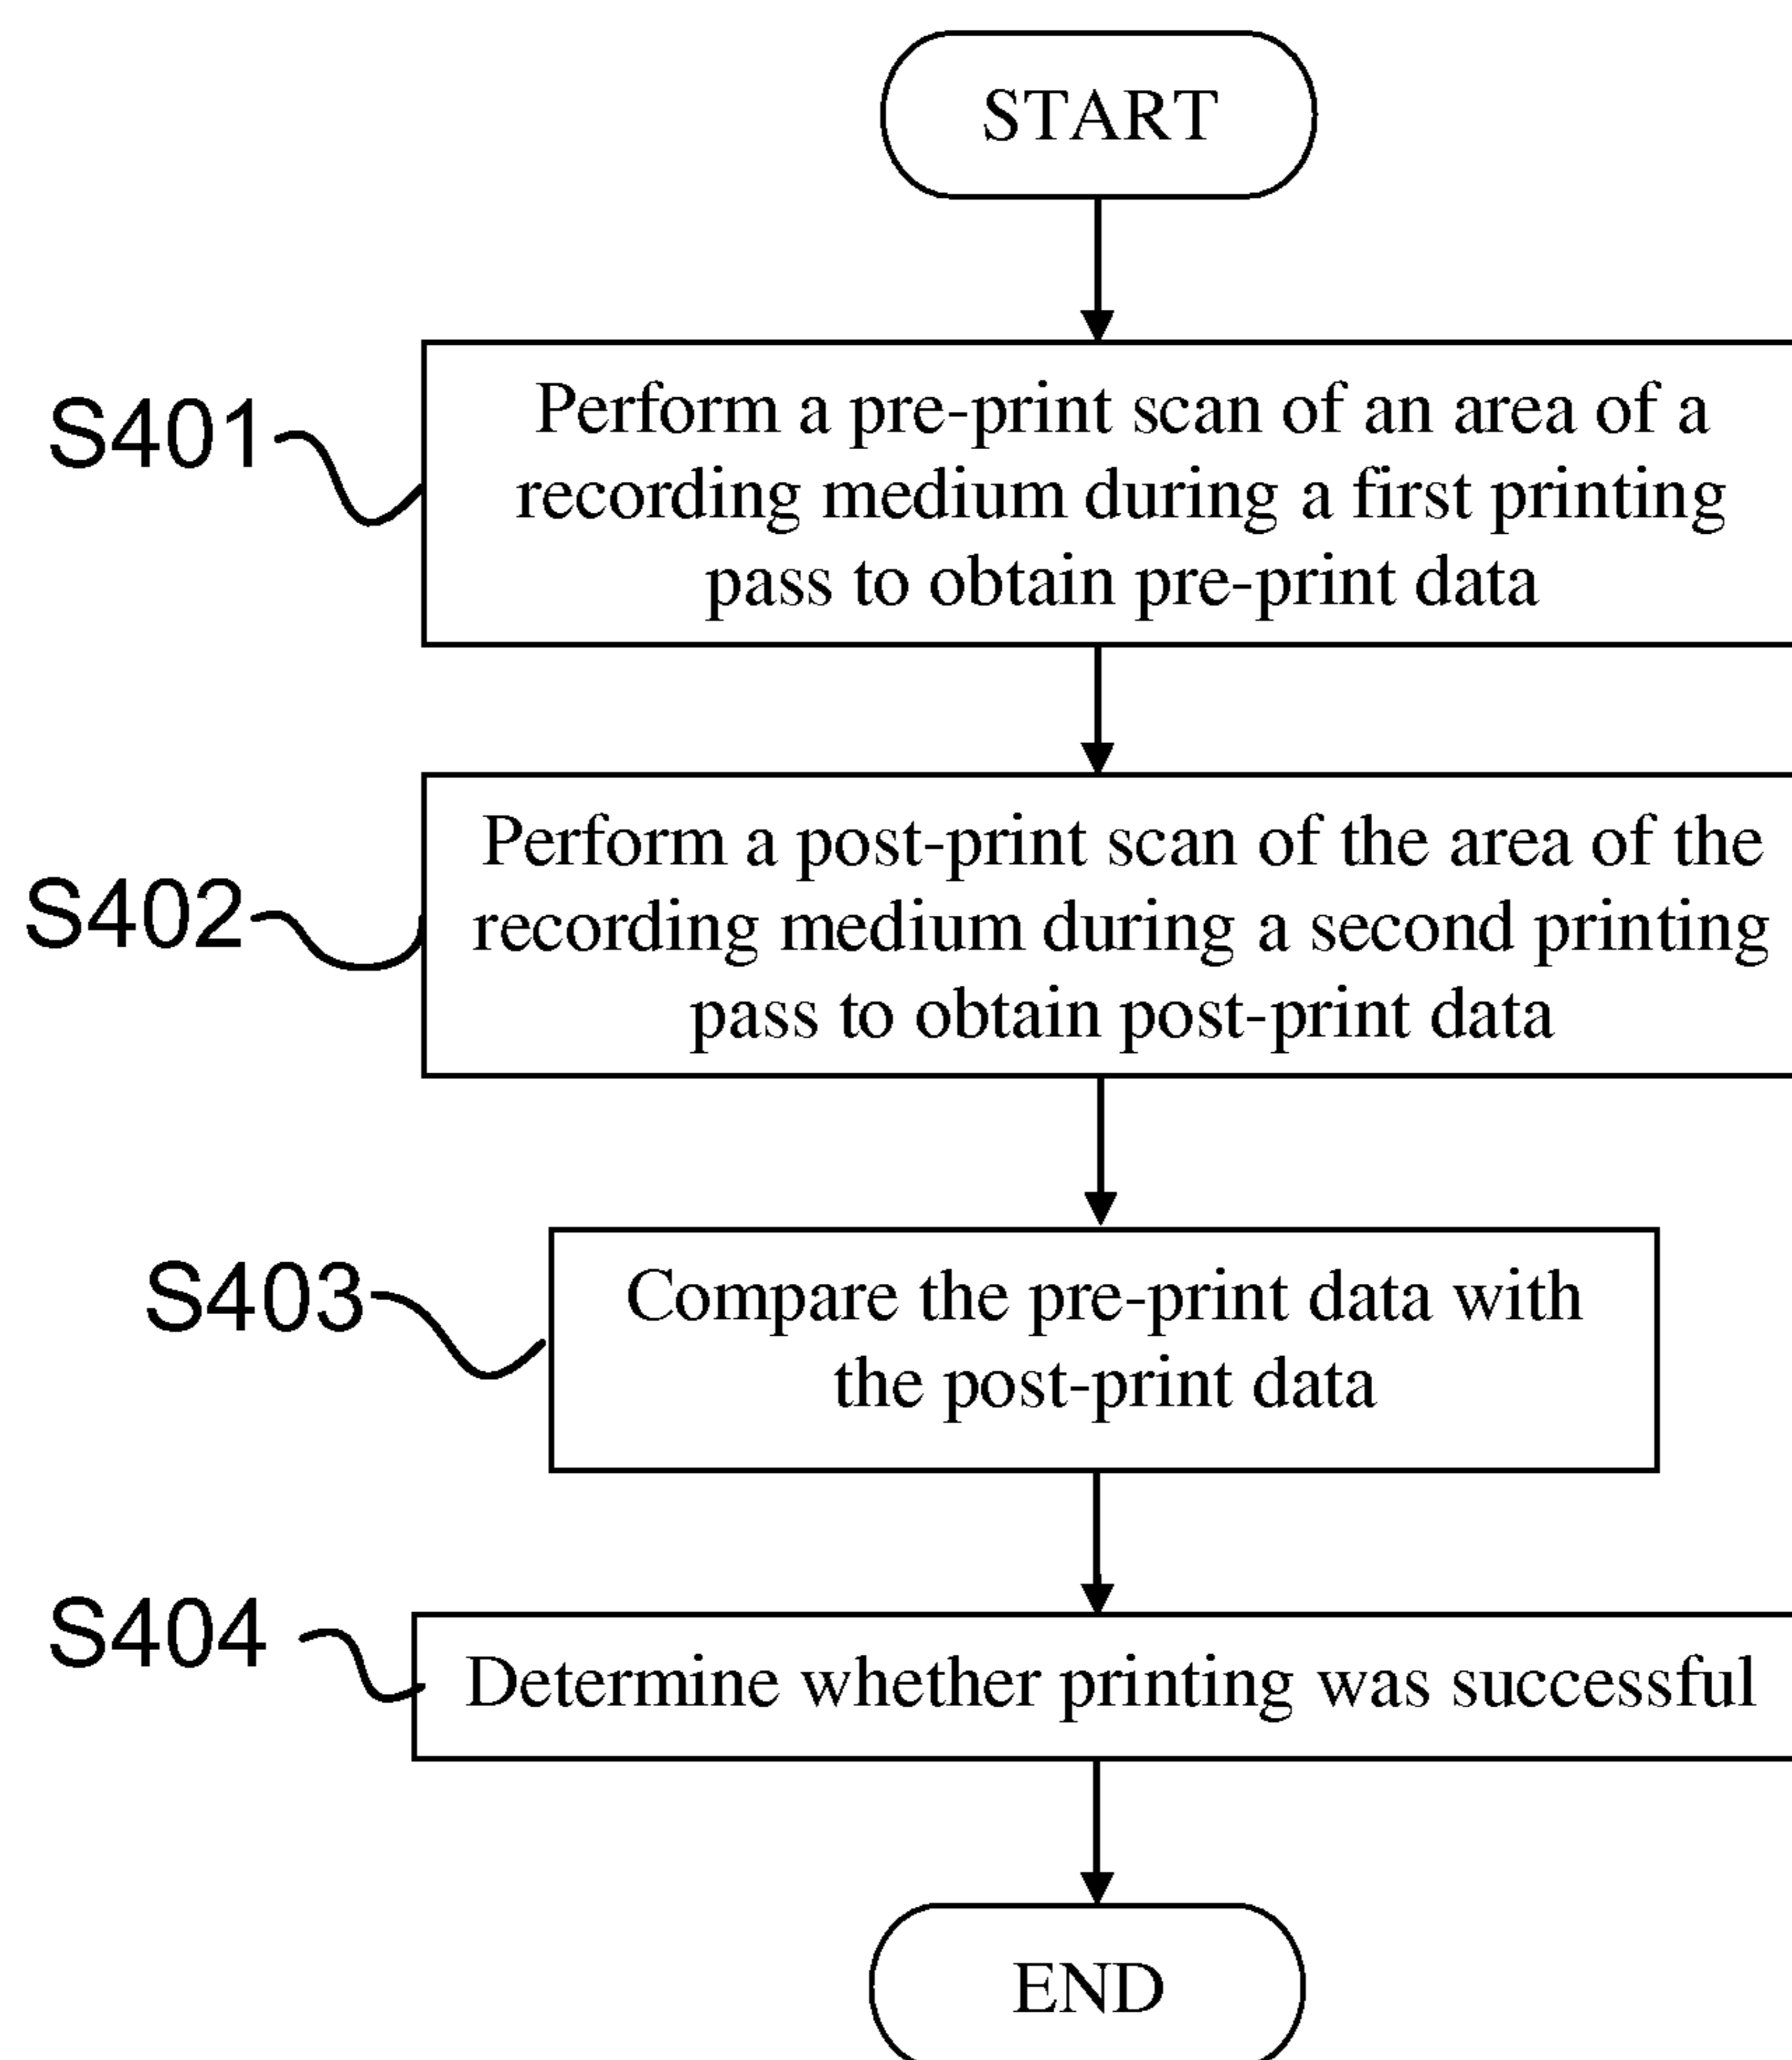 START
S401
Perform a pre-print scan of an area of a
recording medium during a first printing
pass to obtain pre-print data
S402
Perform a post-print scan of the area of the
recording medium during a second printing
pass to obtain post-print data
S403
Compare the pre-print data with
the post-print data
S404
Determine whether printing was successful
END